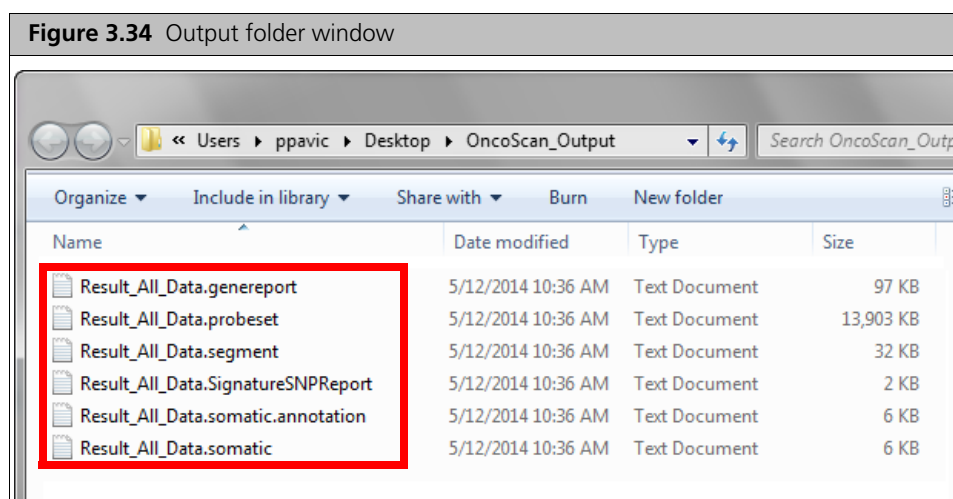 Figure 3.34 Output folder window
« Users ▸ ppavic ▸ Desktop ▸ OncoScan_Output
Search OncoScan_Outp
Organize ▾ Include in library ▾ Share with ▾ Burn New folder
Name Date modified Type Size
Result_All_Data.genereport 5/12/2014 10:36 AM Text Document 97 KB
Result_All_Data.probeset 5/12/2014 10:36 AM Text Document 13,903 KB
Result_All_Data.segment 5/12/2014 10:36 AM Text Document 32 KB
Result_All_Data.SignatureSNPReport 5/12/2014 10:36 AM Text Document 2 KB
Result_All_Data.somatic.annotation 5/12/2014 10:36 AM Text Document 6 KB
Result_All_Data.somatic 5/12/2014 10:36 AM Text Document 6 KB